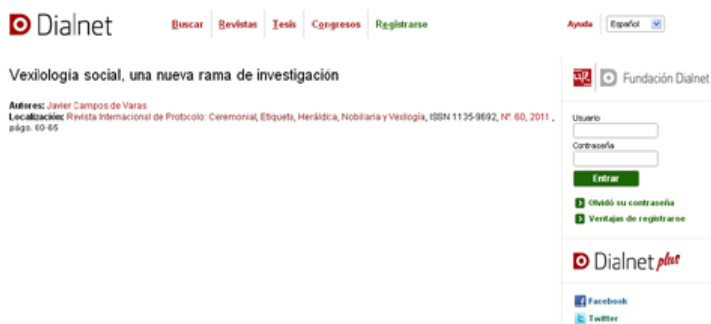 Dialnet
Buscar Revistas Tesis Congresos Registrarse
Ayuda Español
Vexilología social, una nueva rama de investigación
Autores: Javier Campos de Varas
Localización: Revista Internacional de Protocolo: Ceremonial, Etiqueta, Heráldica, Nobiliaria y Vexilogía, ISSN 1135-9692, Nº. 60, 2011 ,
págs. 60-65
Fundación Dialnet
Usuario
Contraseña
Entrar
Olvidó su contraseña
Ventajas de registrarse
Dialnet plus
Facebook
Twitter